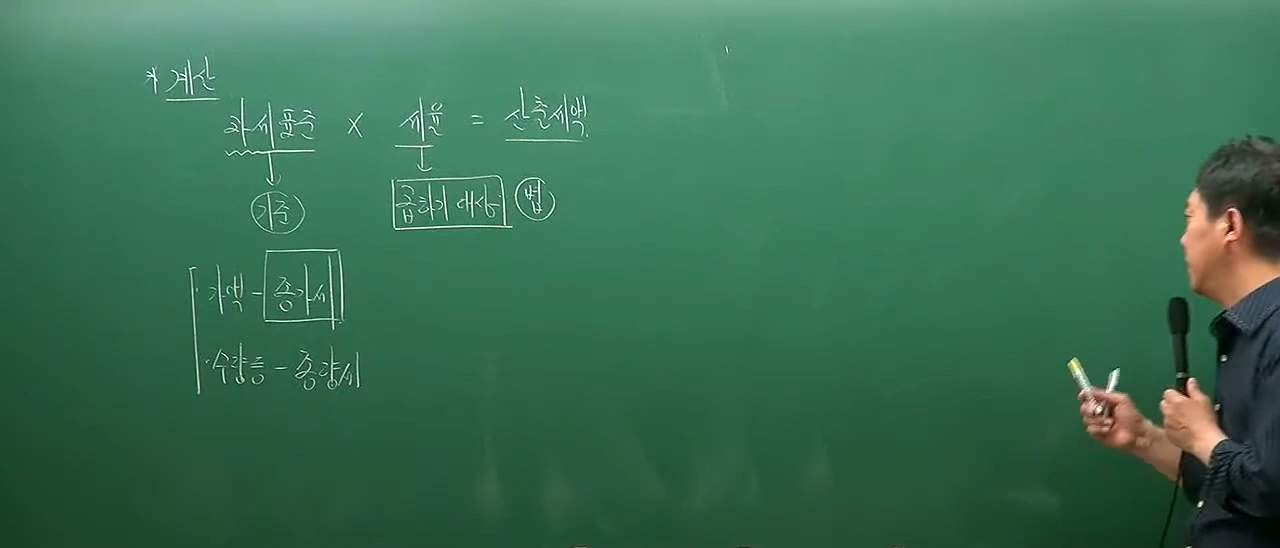 * 계산
과세표준 × 세율 = 산출세액
기준 곱하기 대상 법
· 가액 - 종가세
· 수량 등 - 종량세